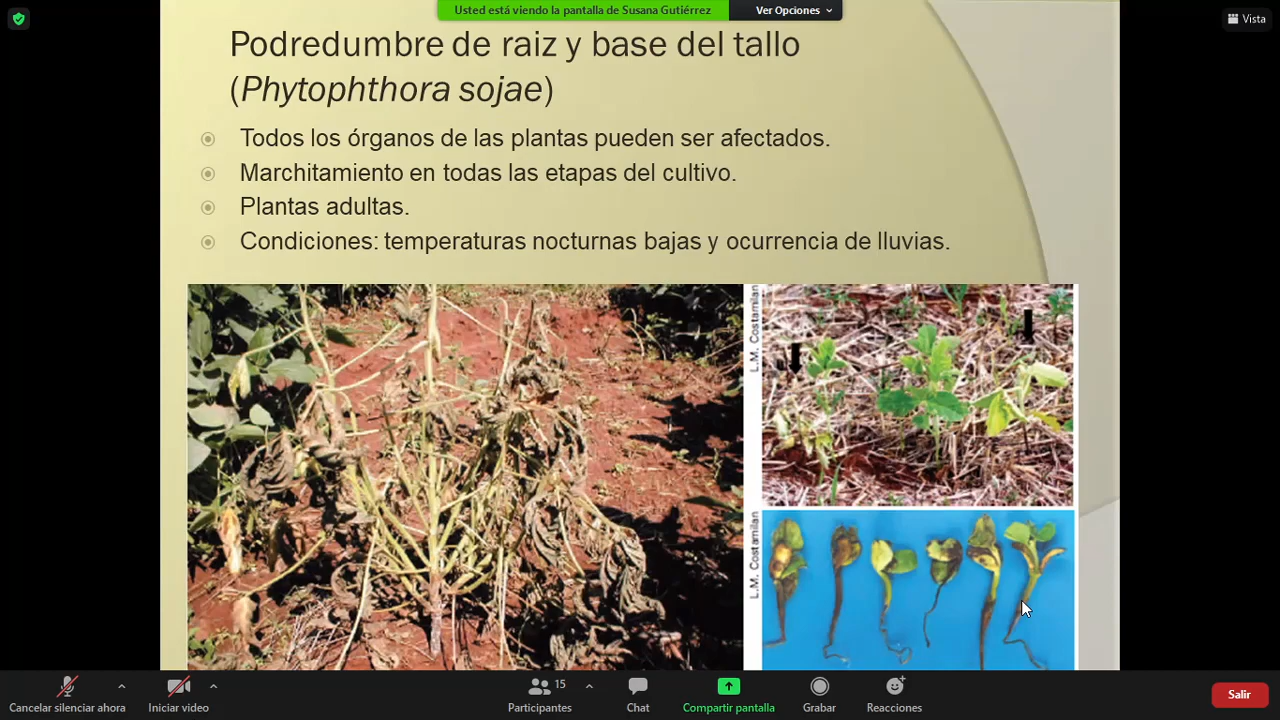 Usted está viendo la pantalla de Susana Gutiérrez
Ver Opciones
Vista
Podredumbre de raiz y base del tallo
(Phytophthora sojae)
Todos los órganos de las plantas pueden ser afectados.
Marchitamiento en todas las etapas del cultivo.
Plantas adultas.
Condiciones: temperaturas nocturnas bajas y ocurrencia de lluvias.
L.M. Costamilan
L.M. Costamilan
Cancelar silenciar ahora
Iniciar video
15
Participantes
Chat
Compartir pantalla
Grabar
Reacciones
Salir